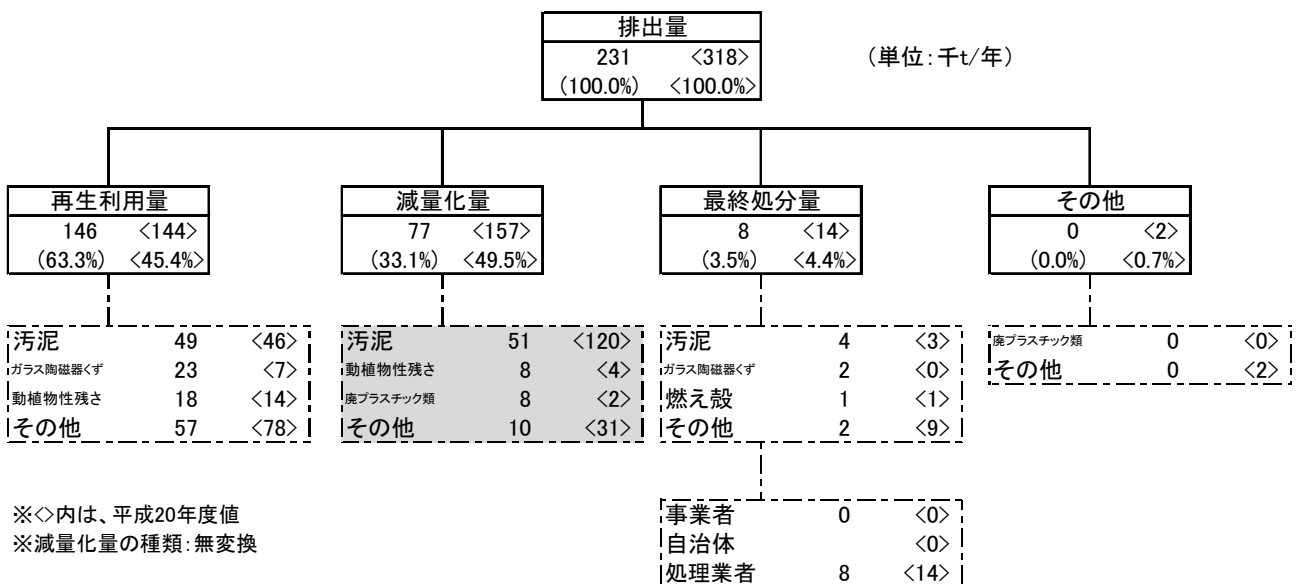 排出量
231 <318>
(100.0%) <100.0%>
(単位:千t/年)
再生利用量
146 <144>
(63.3%) <45.4%>
減量化量
77 <157>
(33.1%) <49.5%>
最終処分量
8 <14>
(3.5%) <4.4%>
その他
0 <2>
(0.0%) <0.7%>
汚泥 49 <46>
ガラス陶磁器くず 23 <7>
動植物性残さ 18 <14>
その他 57 <78>
汚泥 51 <120>
動植物性残さ 8 <4>
廃プラスチック類 8 <2>
その他 10 <31>
汚泥 4 <3>
ガラス陶磁器くず 2 <0>
燃え殻 1 <1>
その他 2 <9>
廃プラスチック類 0 <0>
その他 0 <2>
※<>内は、平成20年度値
※減量化量の種類:無変換
事業者 0 <0>
自治体 <0>
処理業者 8 <14>